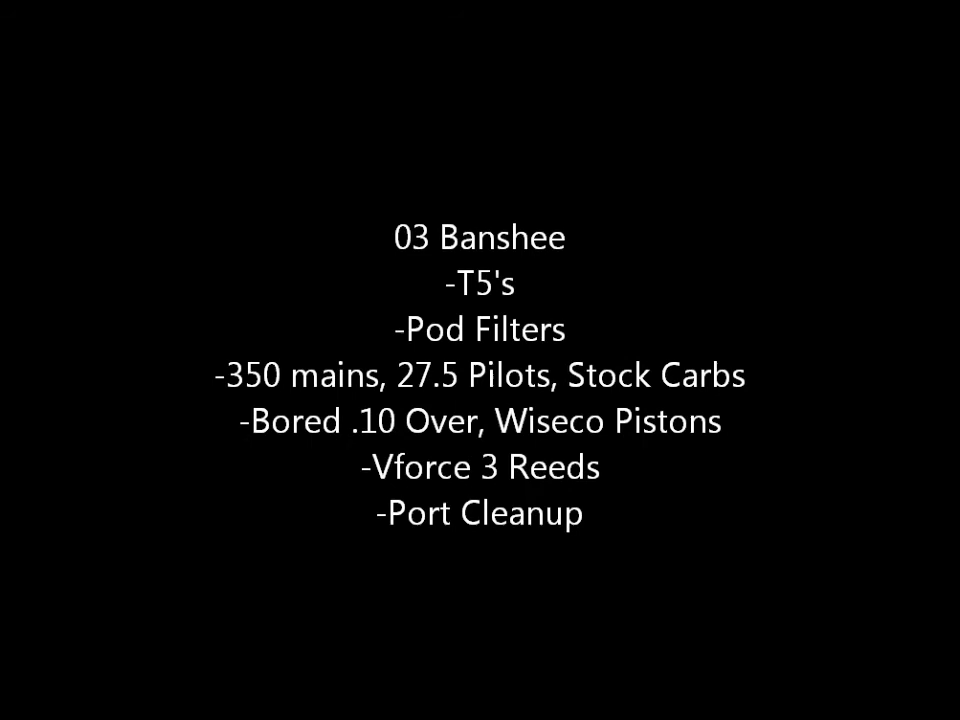 03 Banshee
-T5's
-Pod Filters
-350 mains, 27.5 Pilots, Stock Carbs
-Bored .10 Over, Wiseco Pistons
-Vforce 3 Reeds
-Port Cleanup